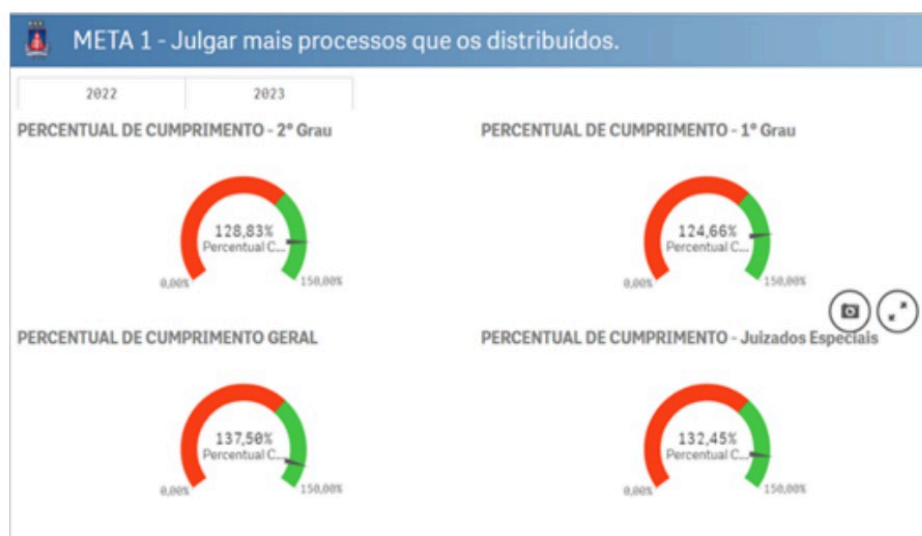 META 1 - Julgar mais processos que os distribuídos.
2022 2023
PERCENTUAL DE CUMPRIMENTO - 2° Grau
128,83%
Percentual C...
0,00% 150,00%
PERCENTUAL DE CUMPRIMENTO - 1° Grau
124,66%
Percentual C...
0,00% 150,00%
PERCENTUAL DE CUMPRIMENTO GERAL
137,50%
Percentual C...
0,00% 150,00%
PERCENTUAL DE CUMPRIMENTO - Juizados Especiais
132,45%
Percentual C...
0,00% 150,00%